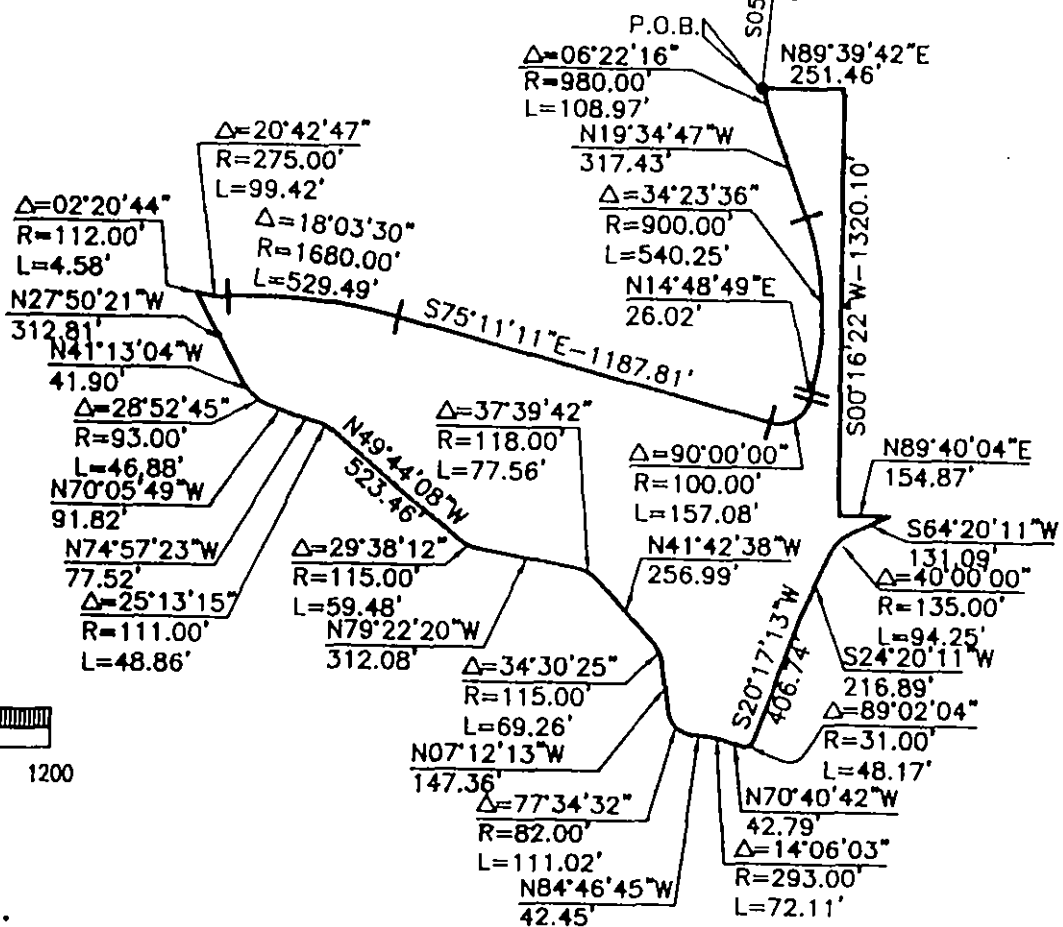 S05
P.O.B.
N89°39'42"E
251.46'
Δ=06°22'16"
R=980.00'
L=108.97'
N19°34'47"W
317.43'
Δ=34°23'36"
R=900.00'
L=540.25'
N14°48'49"E
26.02'
S00°16'22"W-1320.10'
Δ=20°42'47"
R=275.00'
L=99.42'
Δ=18°03'30"
R=1680.00'
L=529.49'
Δ=02°20'44"
R=112.00'
L=4.58'
N27°50'21"W
312.81'
N41°13'04"W
41.90'
Δ=28°52'45"
R=93.00'
L=46.88'
N70°05'49"W
91.82'
N74°57'23"W
77.52'
Δ=25°13'15"
R=111.00'
L=48.86'
S75°11'11"E-1187.81'
N49°44'08"W
523.46'
Δ=37°39'42"
R=118.00'
L=77.56'
Δ=90°00'00"
R=100.00'
L=157.08'
N89°40'04"E
154.87'
S64°20'11"W
131.09'
Δ=40°00'00"
R=135.00'
L=94.25'
S24°20'11"W
216.89'
Δ=29°38'12"
R=115.00'
L=59.48'
N79°22'20"W
312.08'
N41°42'38"W
256.99'
Δ=34°30'25"
R=115.00'
L=69.26'
S20°17'13"W
406.74'
Δ=89°02'04"
R=31.00'
L=48.17'
N07°12'13"W
147.36'
Δ=77°34'32"
R=82.00'
L=111.02'
N84°46'45"W
42.45'
N70°40'42"W
42.79'
Δ=14°06'03"
R=293.00'
L=72.11'
1200